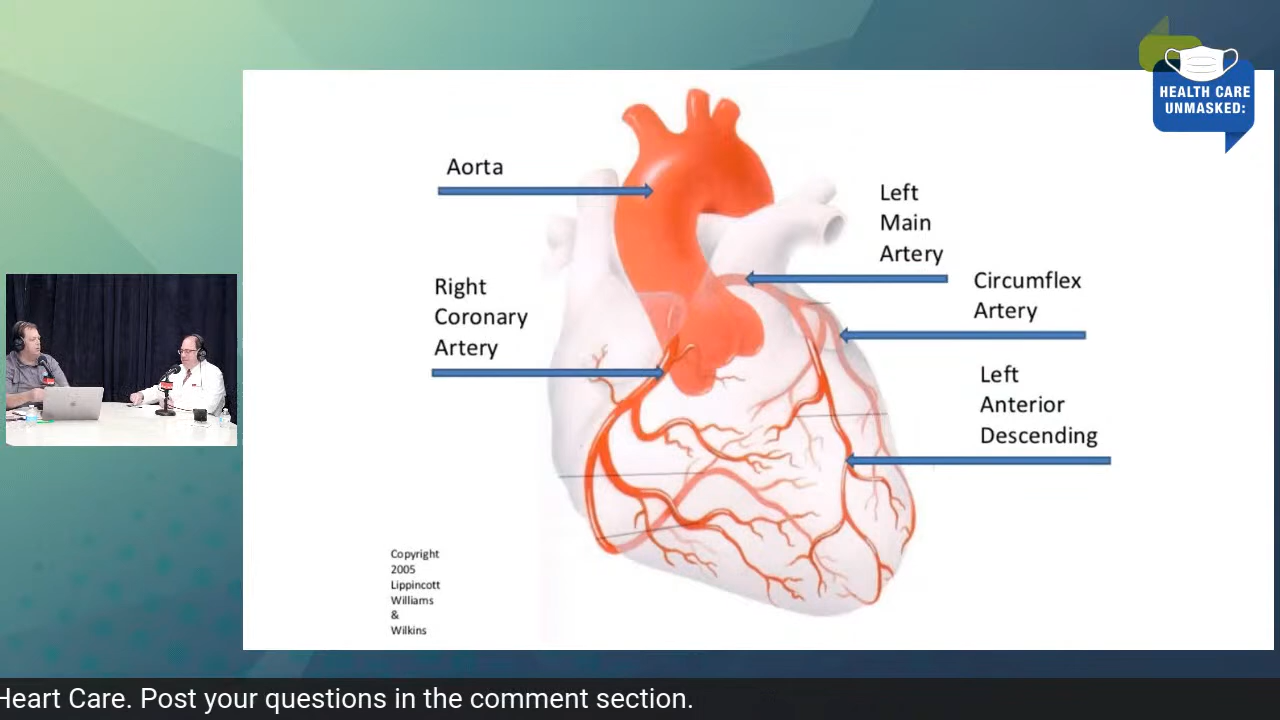 HEALTH CARE
UNMASKED:
Aorta
Left
Main
Artery
Circumflex
Artery
Right
Coronary
Artery
Left
Anterior
Descending
Copyright
2005
Lippincott
Williams
&
Wilkins
Heart Care. Post your questions in the comment section.